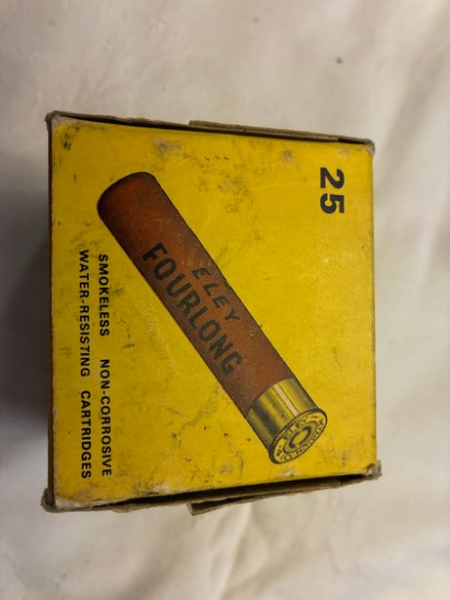 25
ELEY
FOURLONG
SMOKELESS NON-CORROSIVE
WATER-RESISTING CARTRIDGES